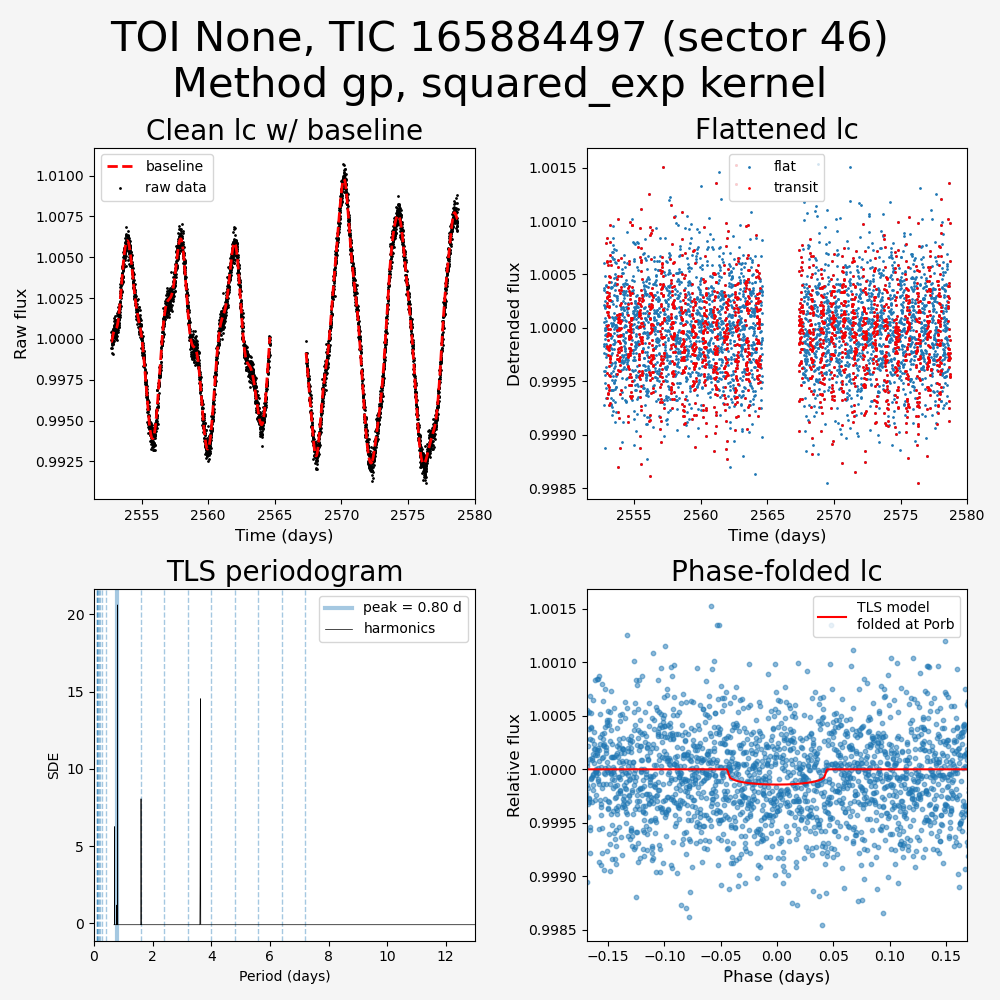 TOI None, TIC 165884497 (sector 46)
Method gp, squared_exp kernel
Clean lc w/ baseline
baseline
raw data
1.0100
1.0075
1.0050
1.0025
1.0000
0.9975
0.9950
0.9925
Raw flux
2555
2560
2565
2570
2575
2580
Time (days)
Flattened lc
flat
transit
1.0015
1.0010
1.0005
1.0000
0.9995
0.9990
0.9985
Detrended flux
2555
2560
2565
2570
2575
2580
Time (days)
TLS periodogram
peak = 0.80 d
harmonics
20
15
10
5
0
SDE
0
2
4
6
8
10
12
Period (days)
Phase-folded lc
TLS model
folded at Porb
1.0015
1.0010
1.0005
1.0000
0.9995
0.9990
0.9985
Relative flux
−0.15
−0.10
−0.05
0.00
0.05
0.10
0.15
Phase (days)